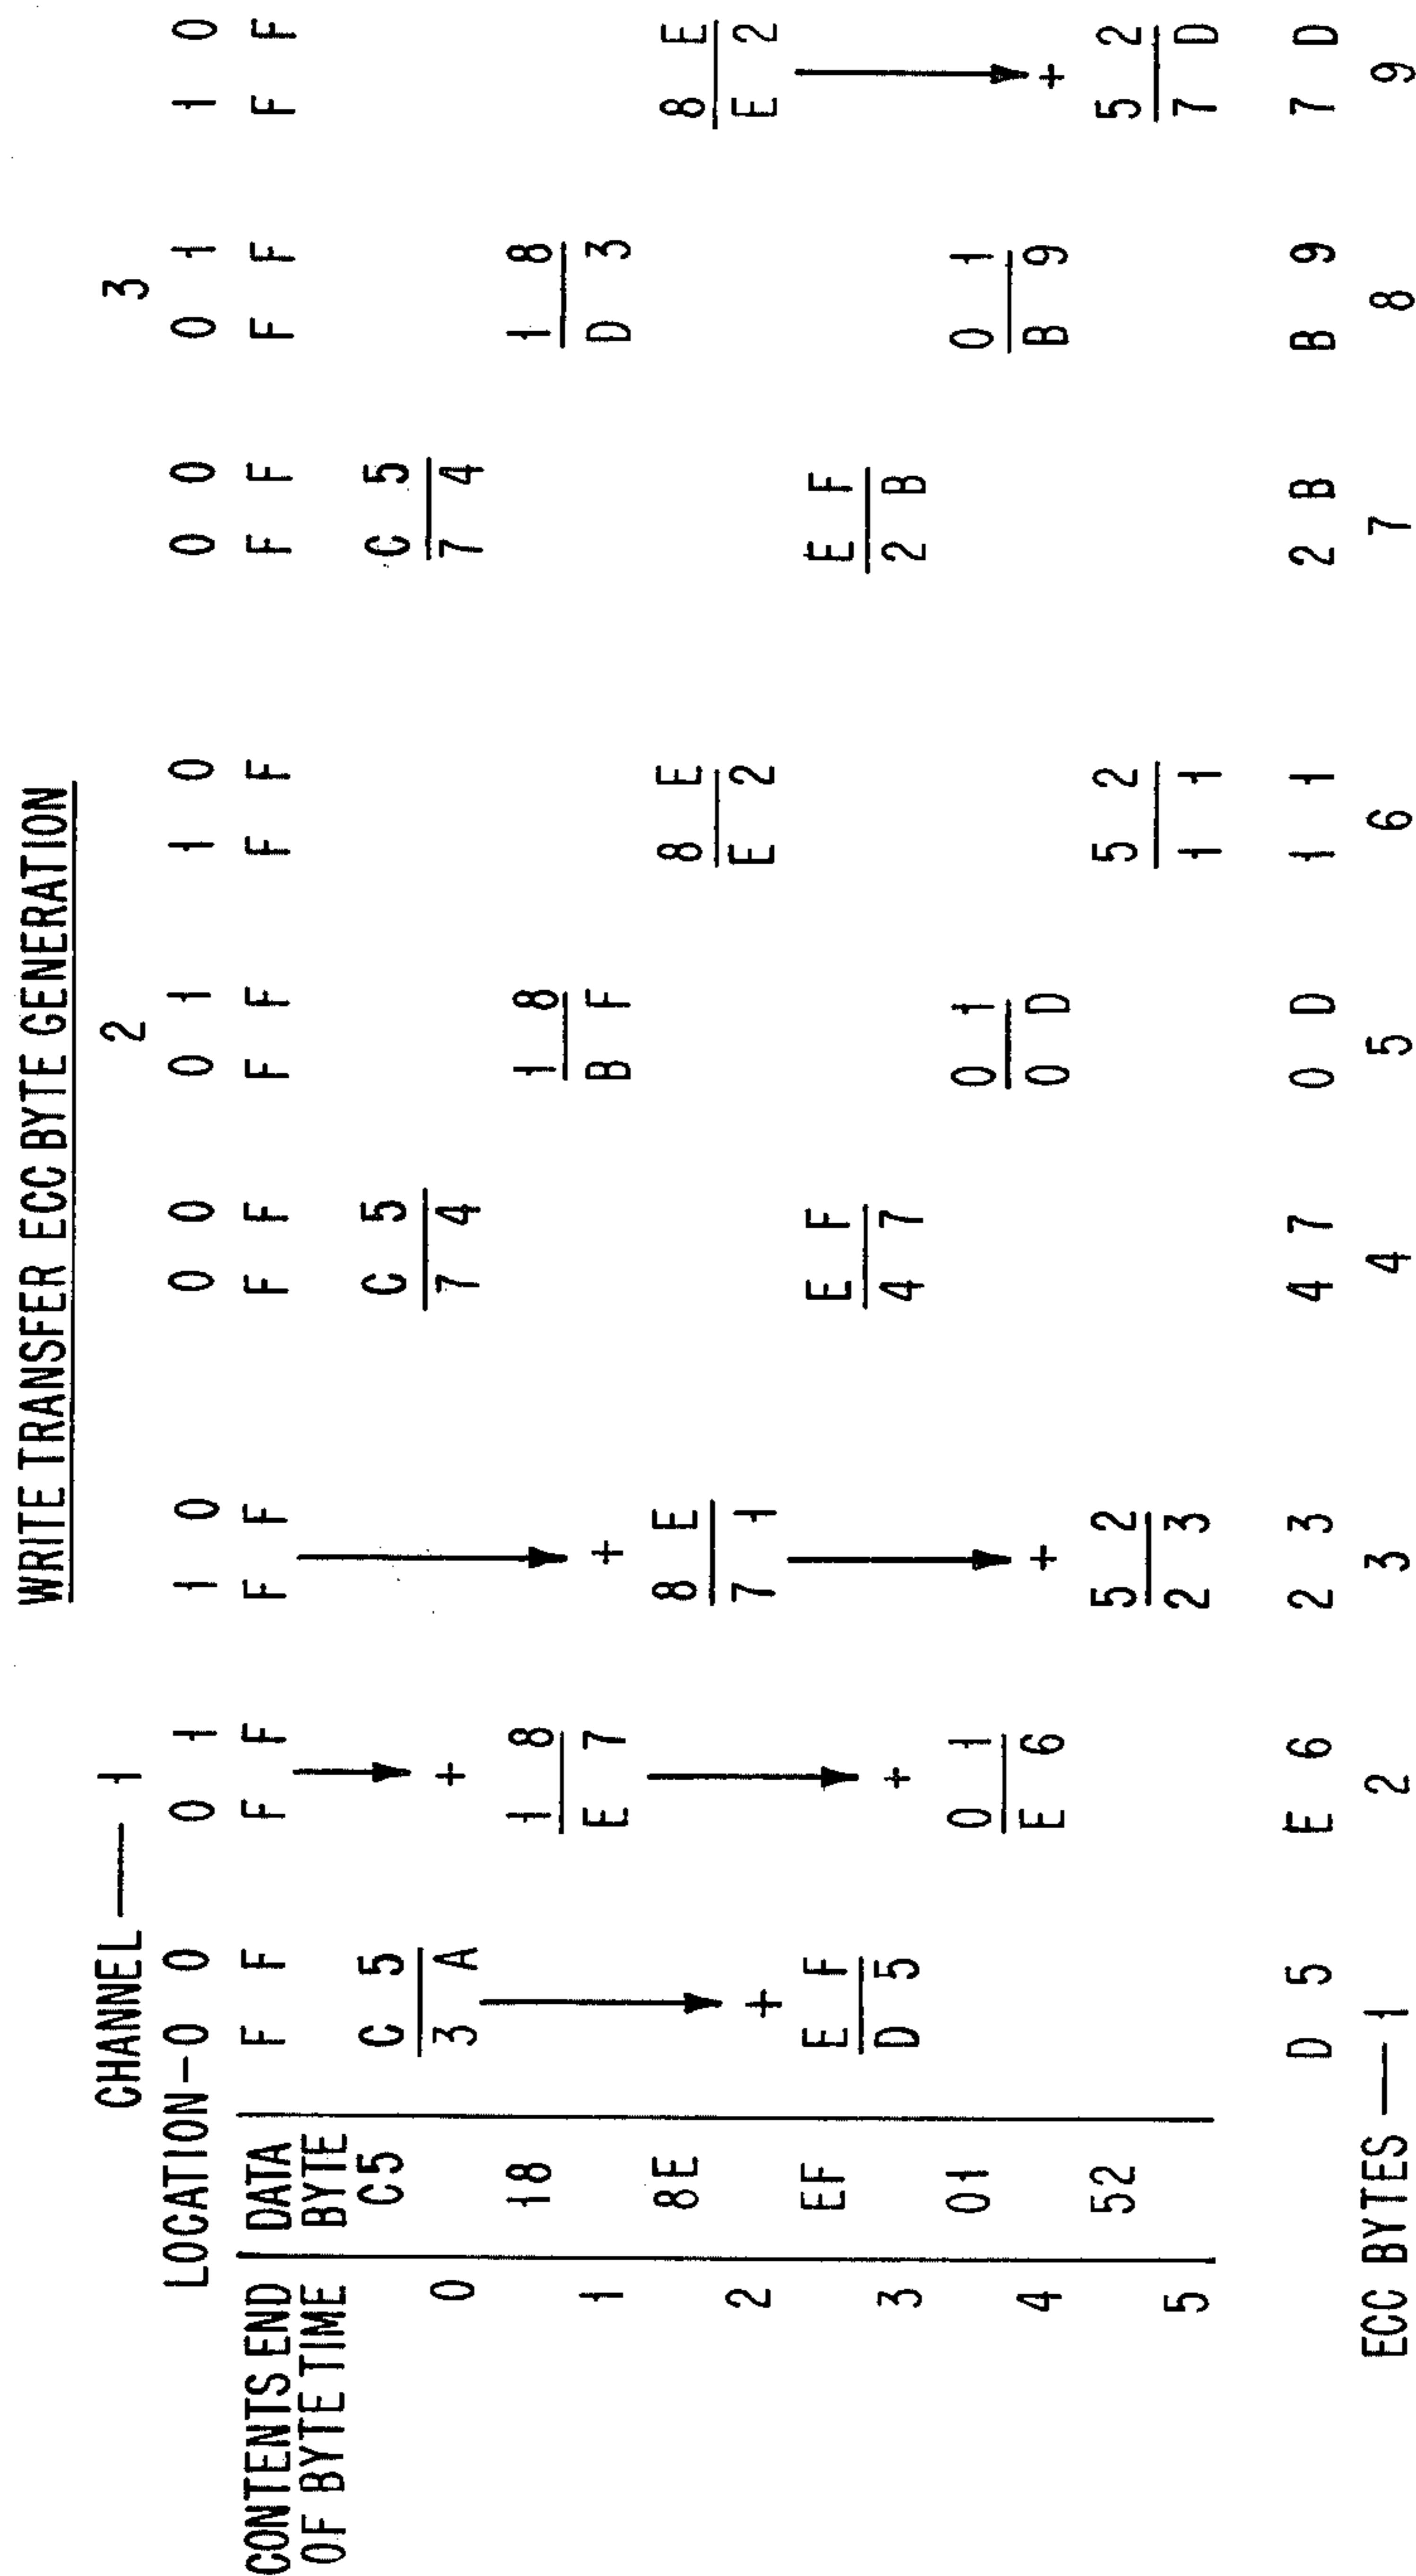 WRITE TRANSFER ECC BYTE GENERATION
CHANNEL — 1 2 3
LOCATION-0 0 0 1 1 0 0 0 0 1 1 0 0 0 0 1 1 0
CONTENTS END OF BYTE TIME DATA BYTE F F F F F F F F F F F F F F F F F F
C5 C 5 C 5 C 5
0 3 A + 7 4 7 4
18 1 8 1 8 1 8
1 E 7 + B F D 3
8E 8 E 8 E 8 E
2 + 7 1 E 2 E 2
EF E F E F E F
3 D 5 + 4 7 2 B
01 0 1 0 1 0 1
4 E 6 + 0 D B 9 +
52 5 2 5 2 5 2
5 2 3 1 1 7 D
D 5 E 6 2 3 4 7 0 D 1 1 2 B B 9 7 D
ECC BYTES — 1 2 3 4 5 6 7 8 9